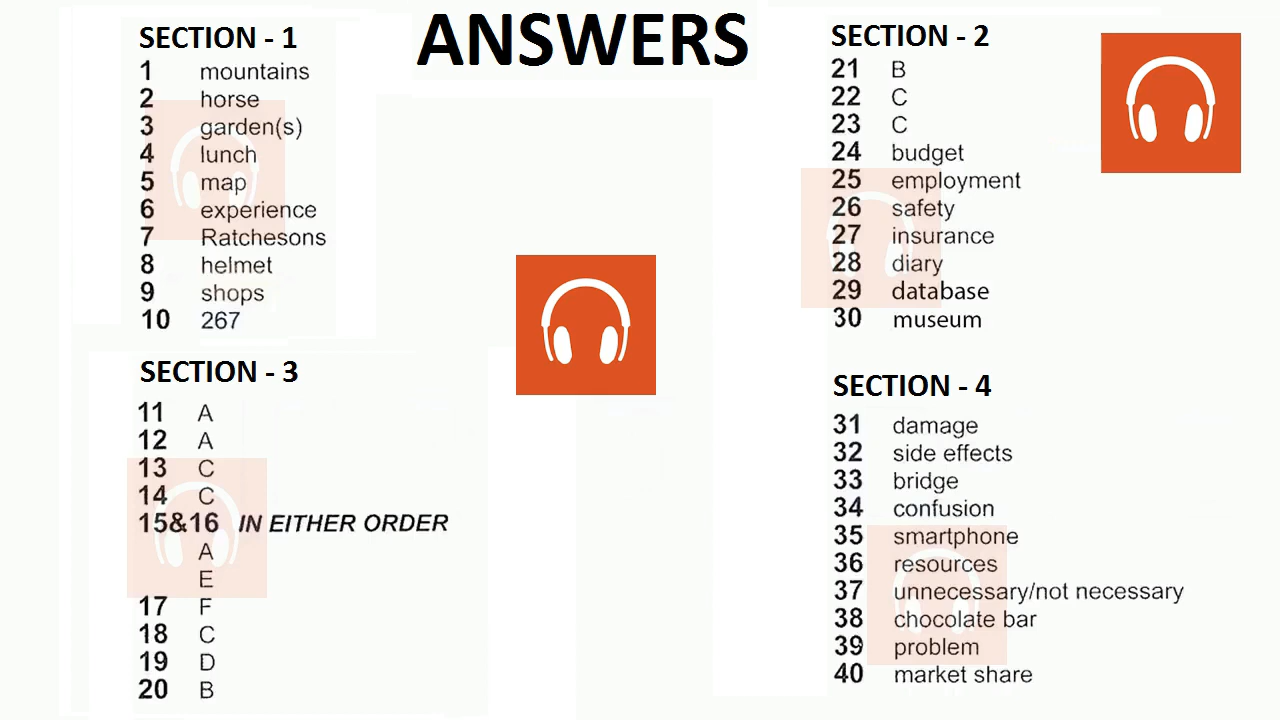 ANSWERS
SECTION - 1
1 mountains
2 horse
3 garden(s)
4 lunch
5 map
6 experience
7 Ratchesons
8 helmet
9 shops
10 267
SECTION - 3
11 A
12 A
13 C
14 C
15&16 IN EITHER ORDER
A
E
17 F
18 C
19 D
20 B
SECTION - 2
21 B
22 C
23 C
24 budget
25 employment
26 safety
27 insurance
28 diary
29 database
30 museum
SECTION - 4
31 damage
32 side effects
33 bridge
34 confusion
35 smartphone
36 resources
37 unnecessary/not necessary
38 chocolate bar
39 problem
40 market share